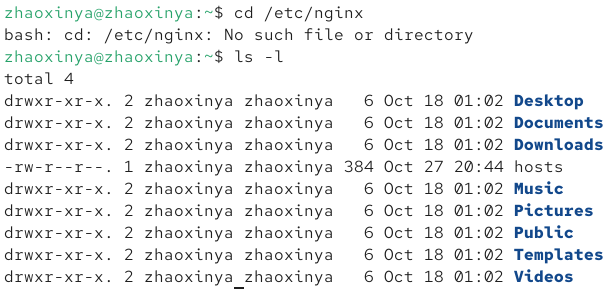 zhaoxinya@zhaoxinya:~$ cd /etc/nginx
bash: cd: /etc/nginx: No such file or directory
zhaoxinya@zhaoxinya:~$ ls -l
total 4
drwxr-xr-x. 2 zhaoxinya zhaoxinya   6 Oct 18 01:02 Desktop
drwxr-xr-x. 2 zhaoxinya zhaoxinya   6 Oct 18 01:02 Documents
drwxr-xr-x. 2 zhaoxinya zhaoxinya   6 Oct 18 01:02 Downloads
-rw-r--r--. 1 zhaoxinya zhaoxinya 384 Oct 27 20:44 hosts
drwxr-xr-x. 2 zhaoxinya zhaoxinya   6 Oct 18 01:02 Music
drwxr-xr-x. 2 zhaoxinya zhaoxinya   6 Oct 18 01:02 Pictures
drwxr-xr-x. 2 zhaoxinya zhaoxinya   6 Oct 18 01:02 Public
drwxr-xr-x. 2 zhaoxinya zhaoxinya   6 Oct 18 01:02 Templates
drwxr-xr-x. 2 zhaoxinya zhaoxinya   6 Oct 18 01:02 Videos